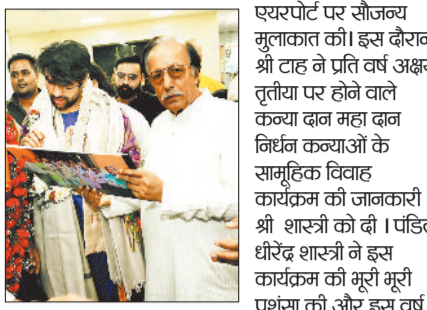 एयरपोर्ट पर सौजन्य
मुलाकात की। इस दौरान
श्री टाह ने प्रति वर्ष अक्षय
तृतीया पर होने वाले
कन्या दान महा दान
निर्धन कन्याओं के
सामूहिक विवाह
कार्यक्रम की जानकारी
श्री शास्त्री को दी । पंडित
धीरेंद्र शास्त्री ने इस
कार्यक्रम की भूरी भूरी
प्रशंसा की और इस वर्ष